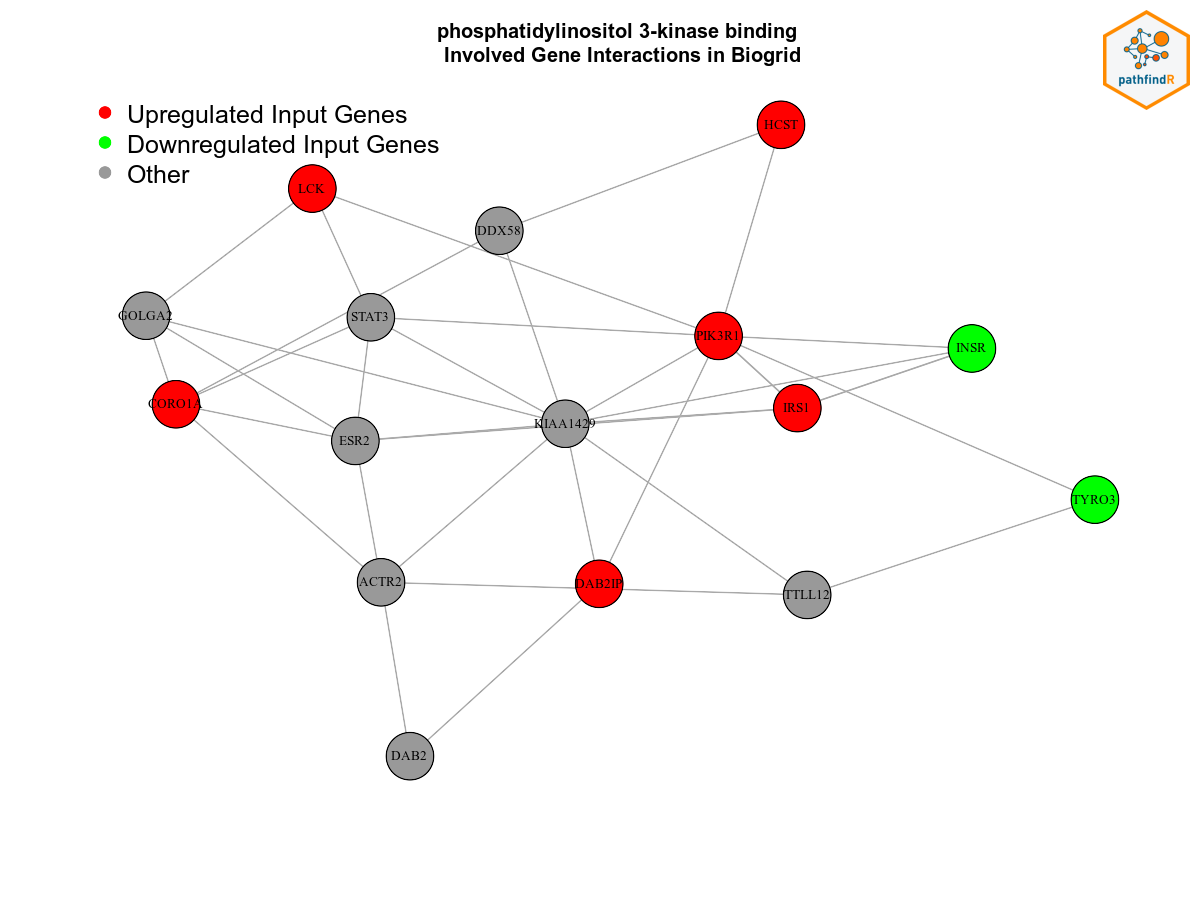 phosphatidylinositol 3-kinase binding
Involved Gene Interactions in Biogrid
pathfindR
Upregulated Input Genes
Downregulated Input Genes
Other
HCST
LCK
DDX58
GOLGA2
STAT3
PIK3R1
INSR
CORO1A
IRS1
KIAA1429
ESR2
TYRO3
ACTR2
DAB2IP
TTLL12
DAB2